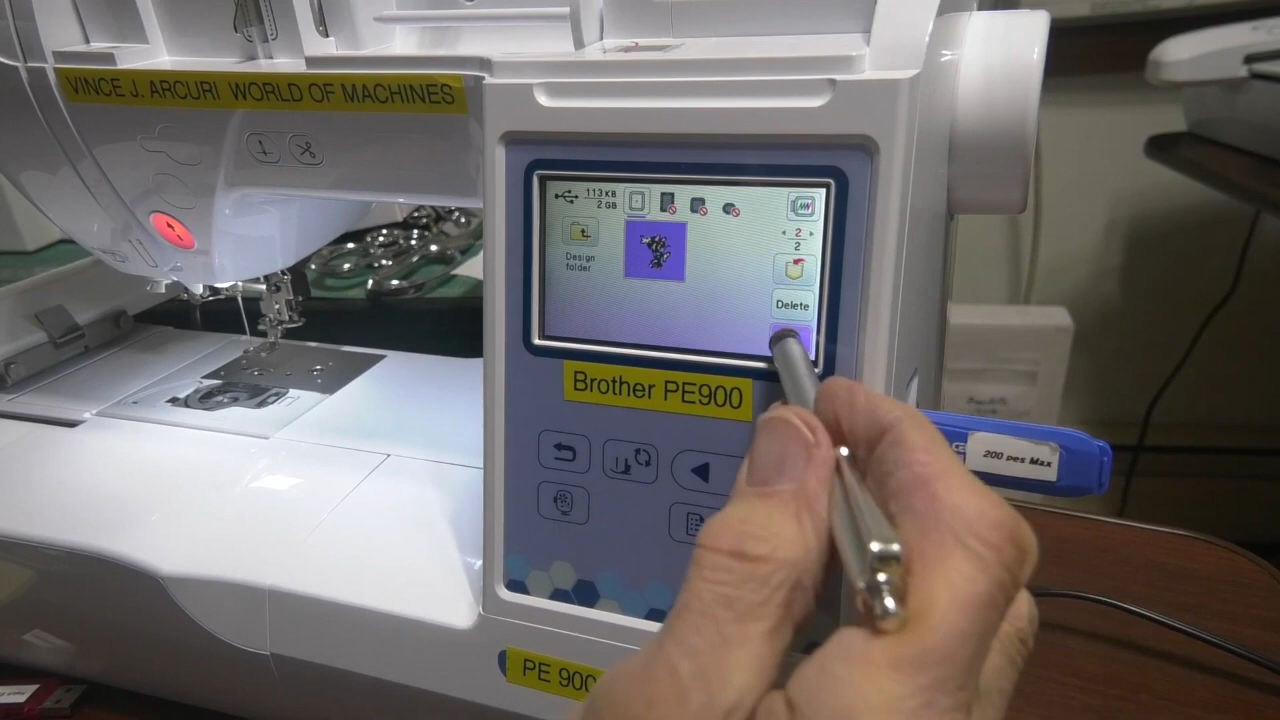 VINCE J. ARCURI WORLD OF MACHINES
113 KB
2 GB
2
2
Design
folder
Delete
Brother PE900
200 pes Max
PE 900